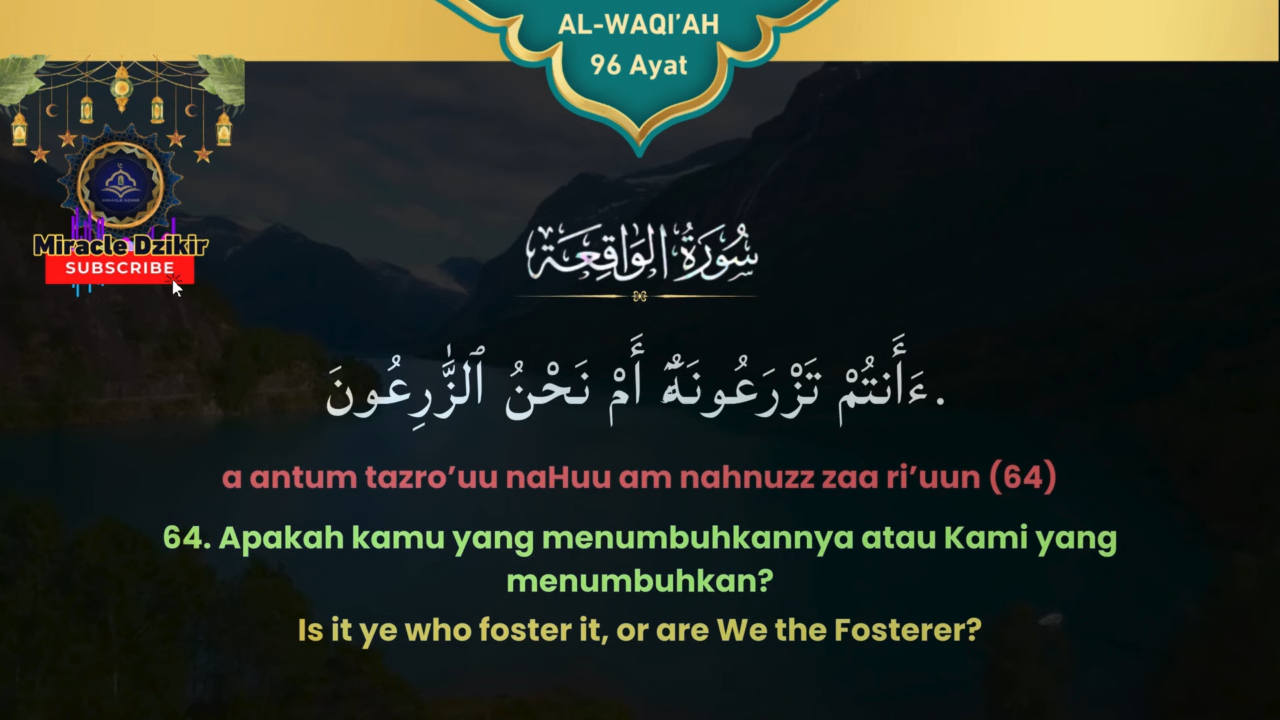 AL-WAQI’AH
96 Ayat
Miracle Dzikir
SUBSCRIBE
سُورَةُ الوَاقِعَة
ءَأَنتُمْ تَزْرَعُونَهُۥٓ أَمْ نَحْنُ ٱلزَّٰرِعُونَ.
a antum tazro’uu naHuu am nahnuzz zaa ri’uun (64)
64. Apakah kamu yang menumbuhkannya atau Kami yang
menumbuhkan?
Is it ye who foster it, or are We the Fosterer?